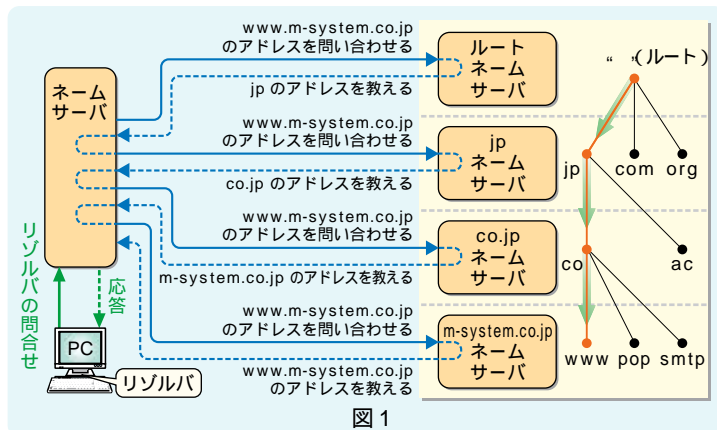 www.m-system.co.jp
のアドレスを問い合わせる
jp のアドレスを教える
www.m-system.co.jp
のアドレスを問い合わせる
co.jp のアドレスを教える
www.m-system.co.jp
のアドレスを問い合わせる
m-system.co.jp のアドレスを教える
www.m-system.co.jp
のアドレスを問い合わせる
www.m-system.co.jp
のアドレスを教える
ネーム
サーバ
リゾルバの問合せ
応答
PC
リゾルバ
ルート
ネーム
サーバ
jp
ネーム
サーバ
co.jp
ネーム
サーバ
m-system.co.jp
ネーム
サーバ
“ ”(ルート)
jp com org
co ac
www pop smtp
図1